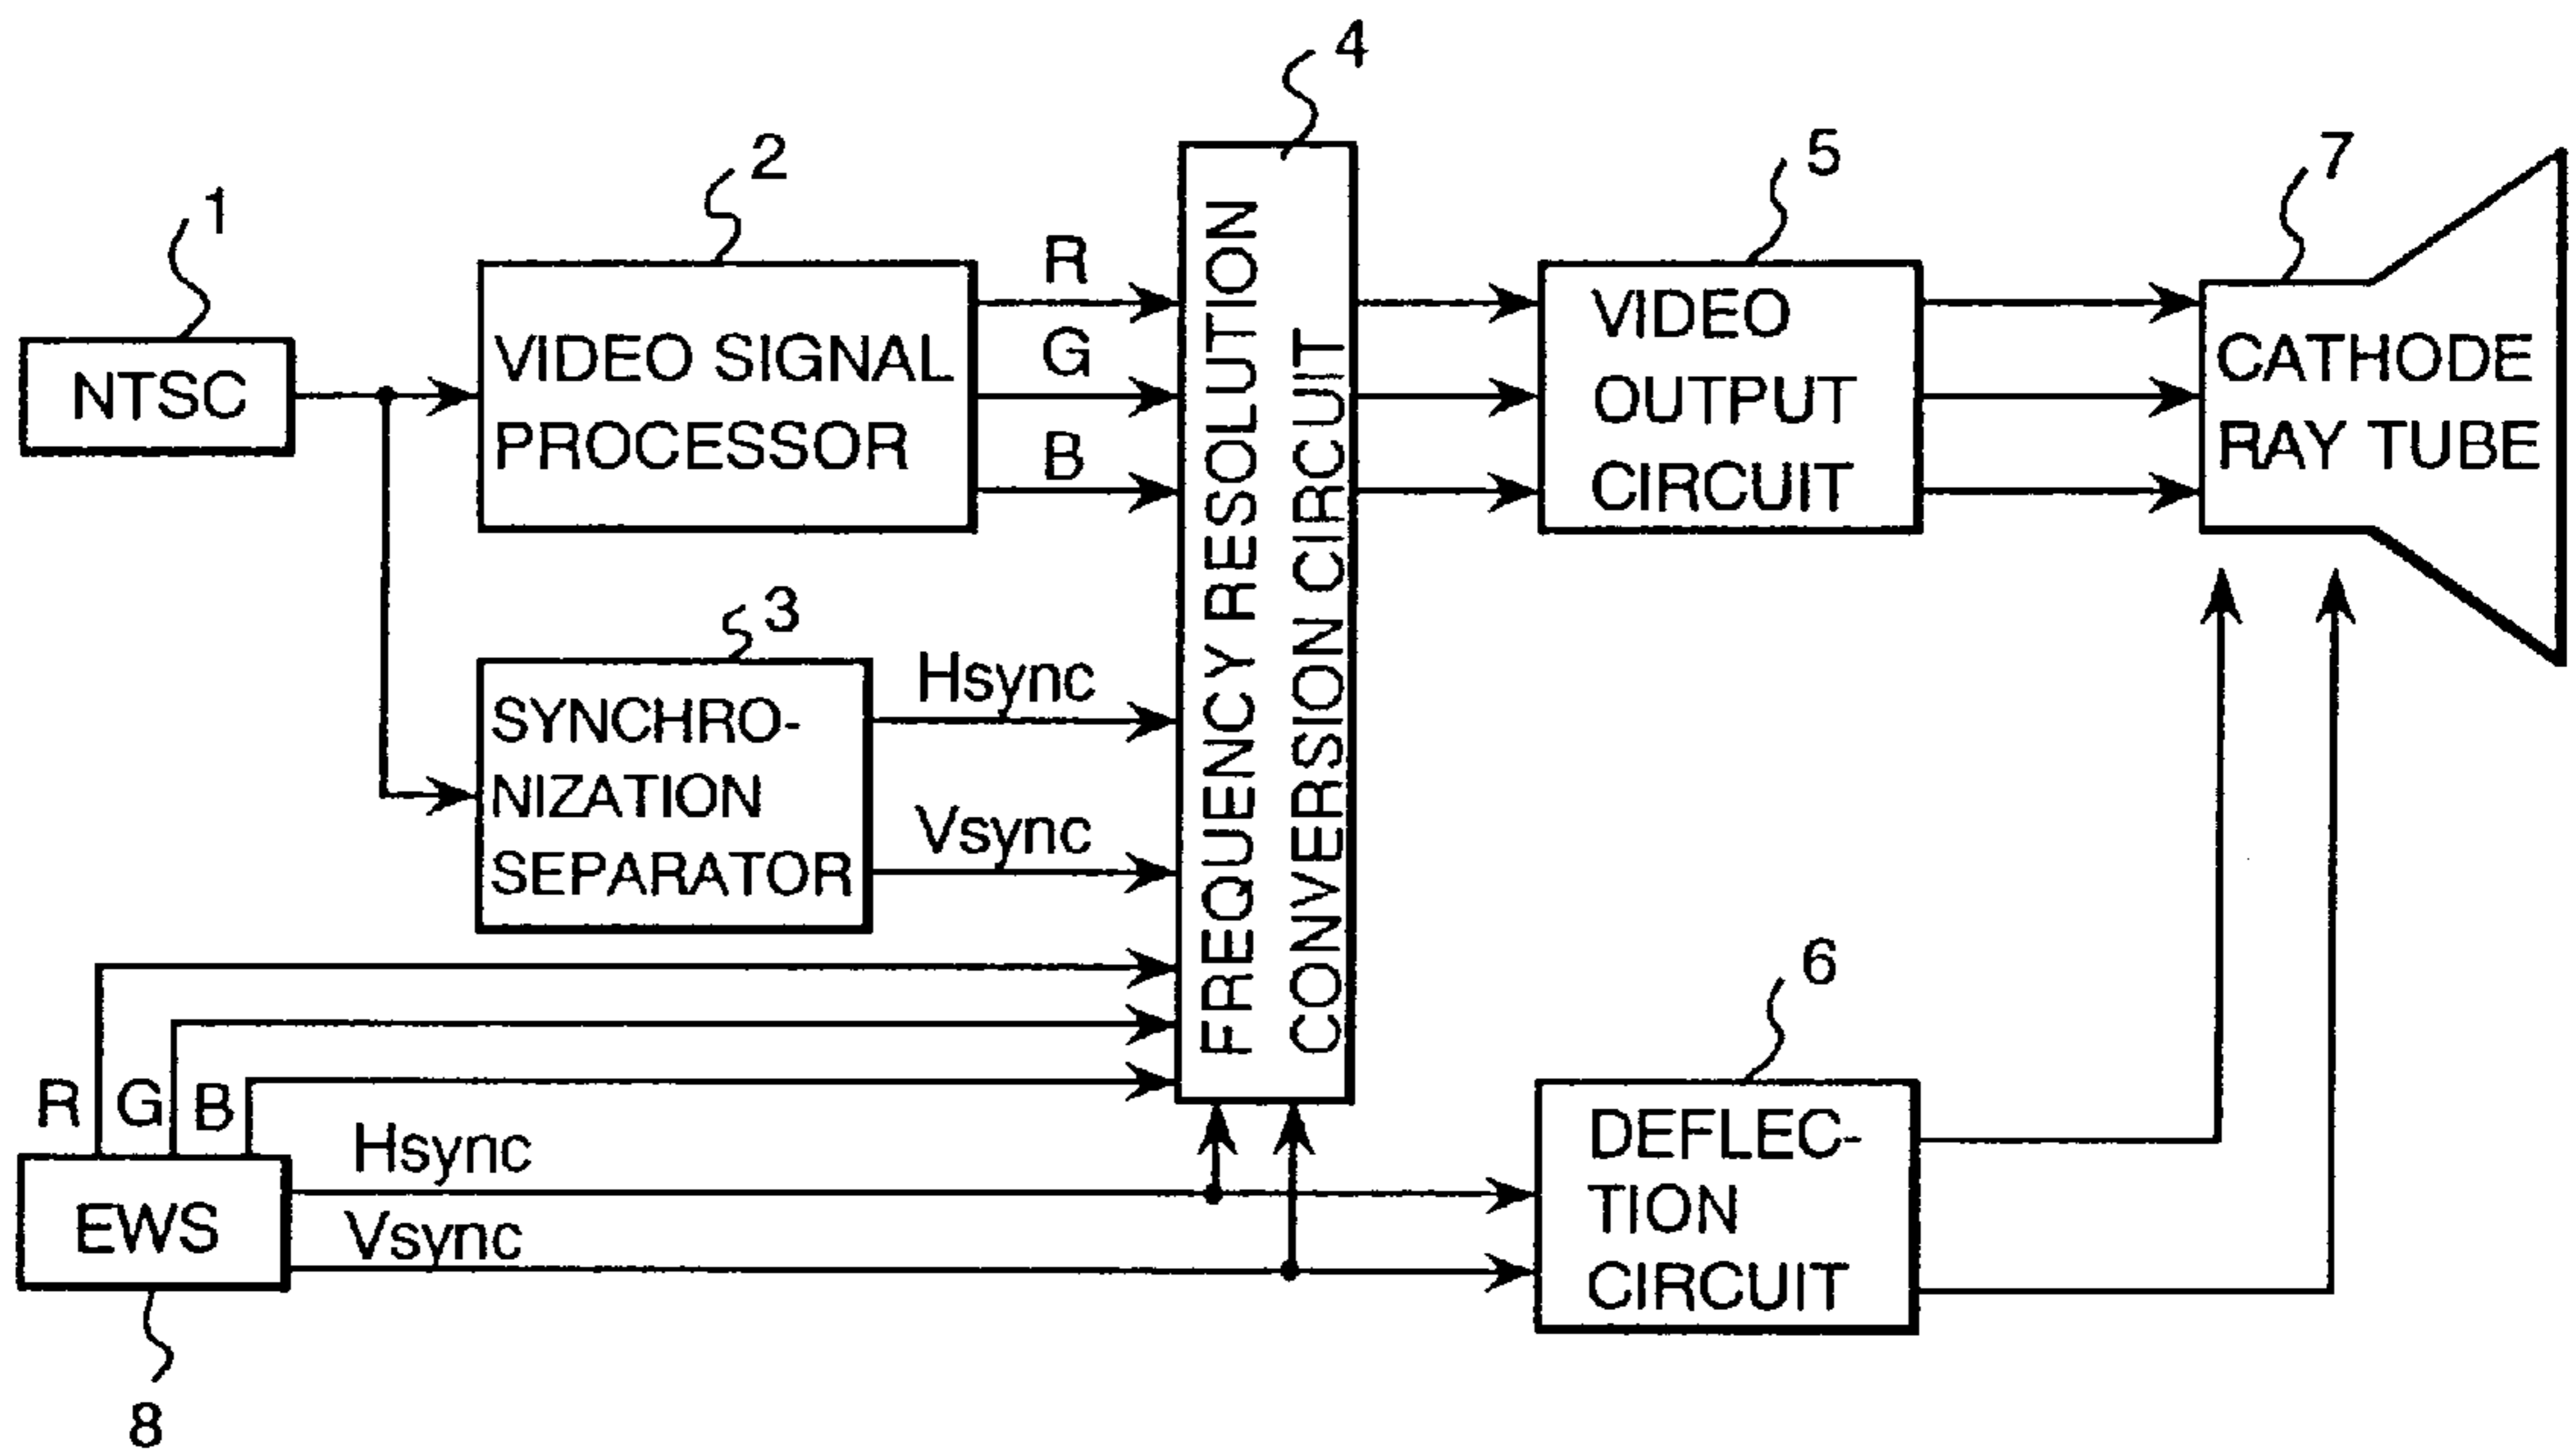 4
2
5
7
1
R
G
B
NTSC
VIDEO SIGNAL
PROCESSOR
FREQUENCY RESOLUTION
CONVERSION CIRCUIT
VIDEO
OUTPUT
CIRCUIT
CATHODE
RAY TUBE
3
SYNCHRO-
NIZATION
SEPARATOR
Hsync
Vsync
6
R G B
EWS
Hsync
Vsync
DEFLEC-
TION
CIRCUIT
8